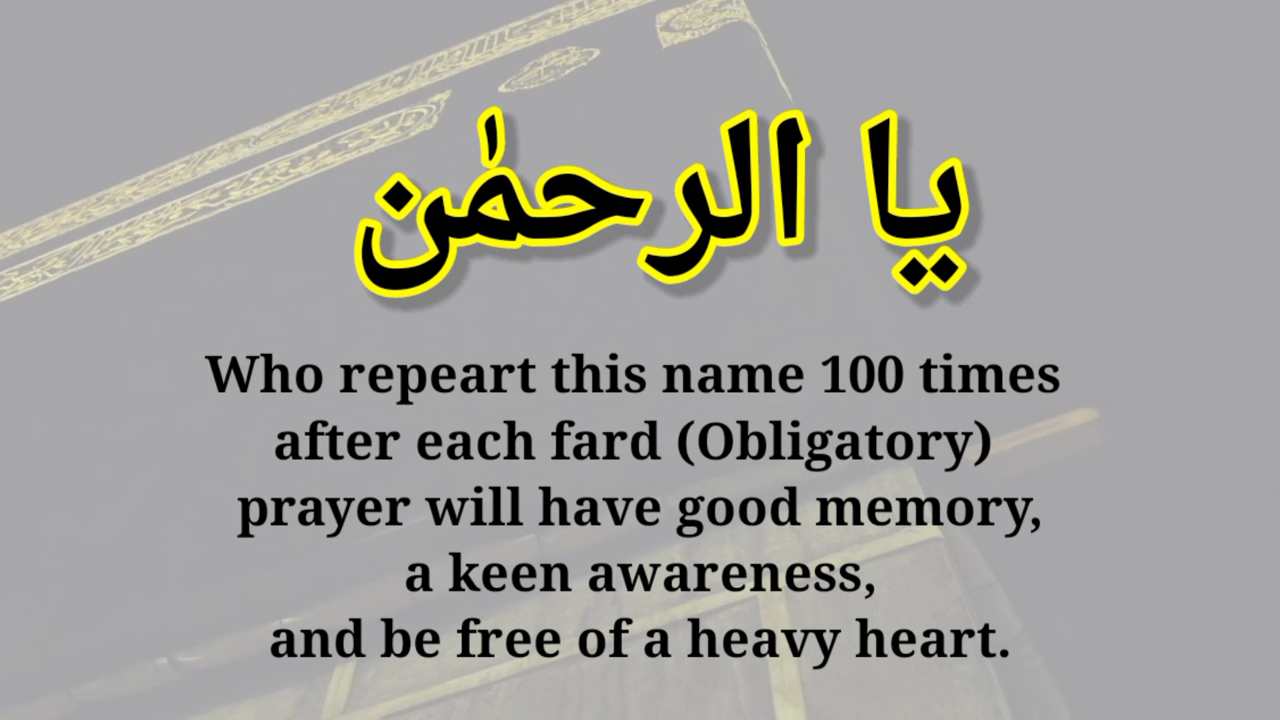 يا الرحمٰن
Who repeart this name 100 times
after each fard (Obligatory)
prayer will have good memory,
a keen awareness,
and be free of a heavy heart.